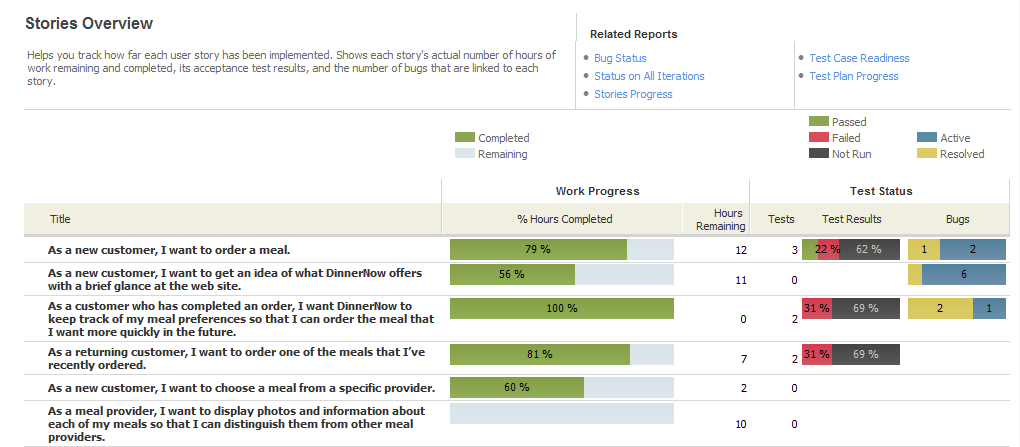 Stories Overview
Helps you track how far each user story has been implemented. Shows each story's actual number of hours of
work remaining and completed, its acceptance test results, and the number of bugs that are linked to each
story.
Related Reports
Bug Status
Status on All Iterations
Stories Progress
Test Case Readiness
Test Plan Progress
Completed
Remaining
Passed
Failed
Not Run
Active
Resolved
Work Progress
Test Status
Title
% Hours Completed
Hours
Remaining
Tests
Test Results
Bugs
As a new customer, I want to order a meal.
79 %
12
3
22 %
62 %
1
2
As a new customer, I want to get an idea of what DinnerNow offers
with a brief glance at the web site.
56 %
11
0
6
As a customer who has completed an order, I want DinnerNow to
keep track of my meal preferences so that I can order the meal that
I want more quickly in the future.
100 %
0
2
31 %
69 %
2
1
As a returning customer, I want to order one of the meals that I've
recently ordered.
81 %
7
2
31 %
69 %
As a new customer, I want to choose a meal from a specific provider.
60 %
2
0
As a meal provider, I want to display photos and information about
each of my meals so that I can distinguish them from other meal
providers.
10
0